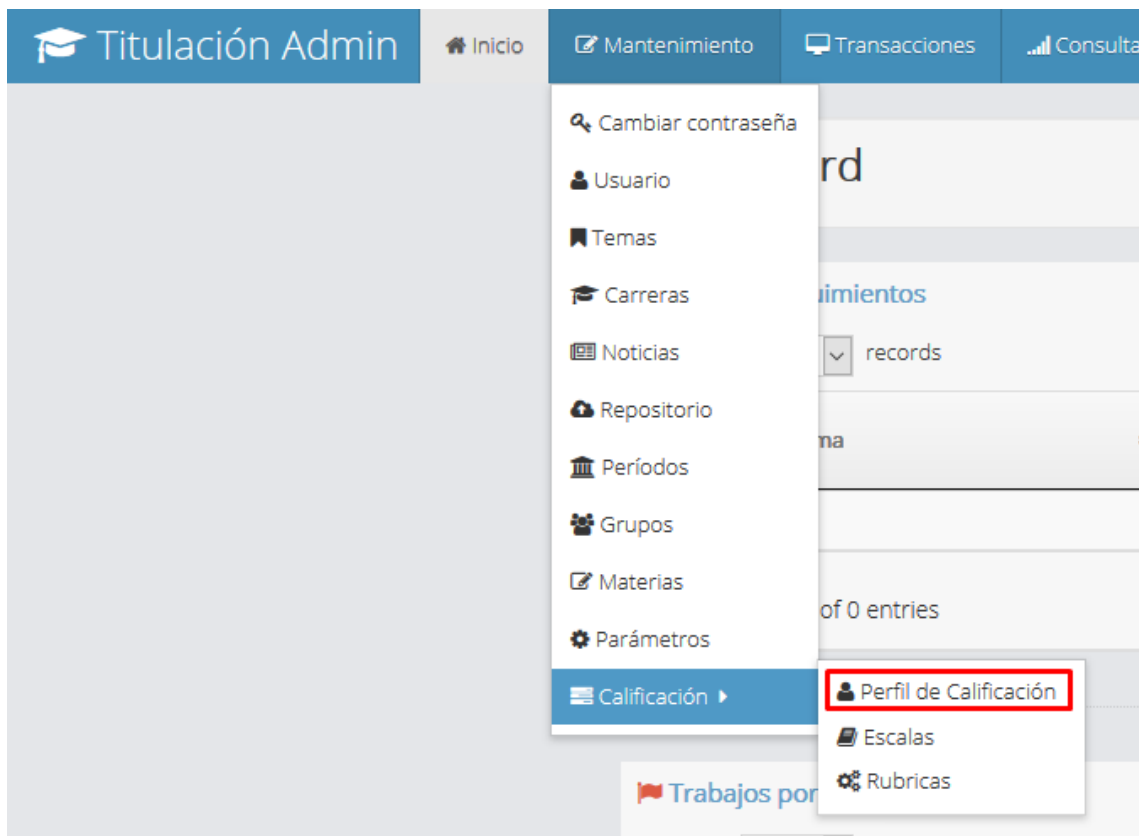 Titulación Admin
Inicio
Mantenimiento
Transacciones
Consulta
Cambiar contraseña
Usuario
Temas
Carreras
Noticias
Repositorio
Períodos
Grupos
Materias
Parámetros
Calificación
Perfil de Calificación
Escalas
Rubricas
rd
uimientos
records
ma
of 0 entries
Trabajos por